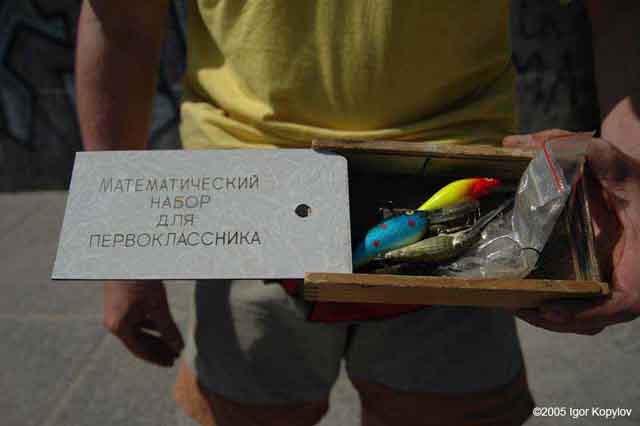 МАТЕМАТИЧЕСКИЙ
НАБОР
ДЛЯ
ПЕРВОКЛАССНИКА
©2005 Igor Kopylov